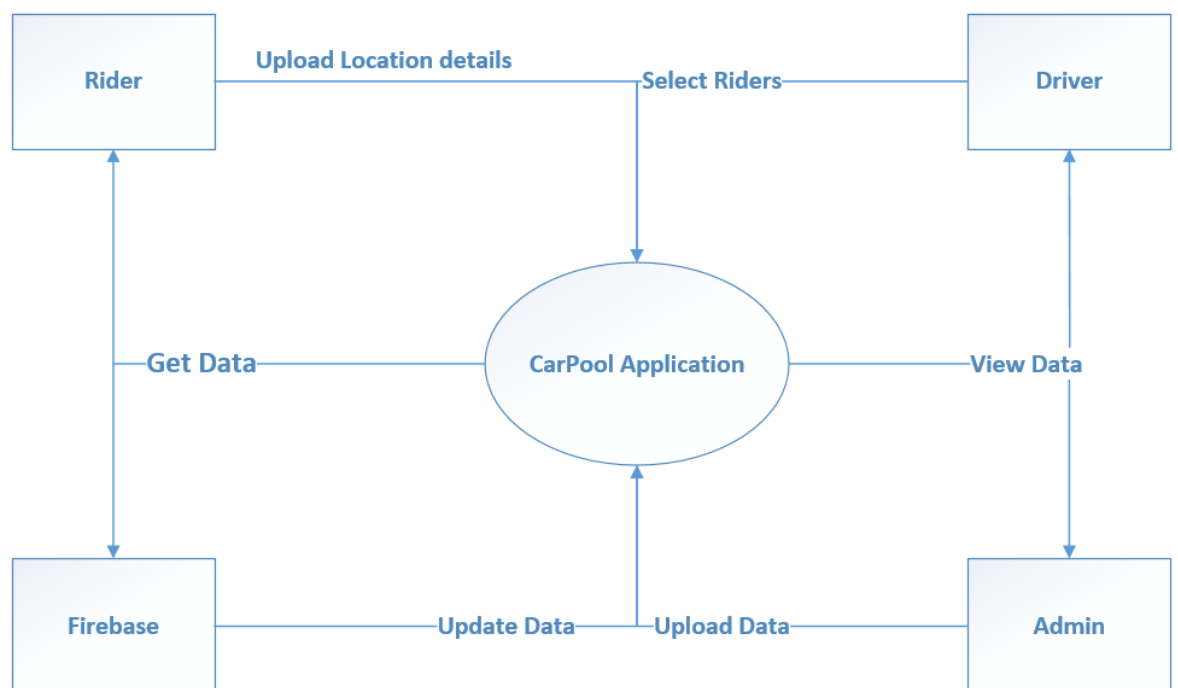 Upload Location details
Rider
Select Riders
Driver
Get Data
CarPool Application
View Data
Firebase
Update Data
Upload Data
Admin